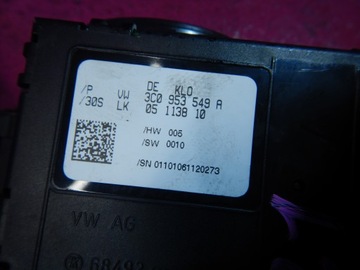 /P VW DE KLO
/30S LK 3C0 953 549 A
05 1138 10
/HW 006
/SW 0010
/SN 01101061120273
VW AG